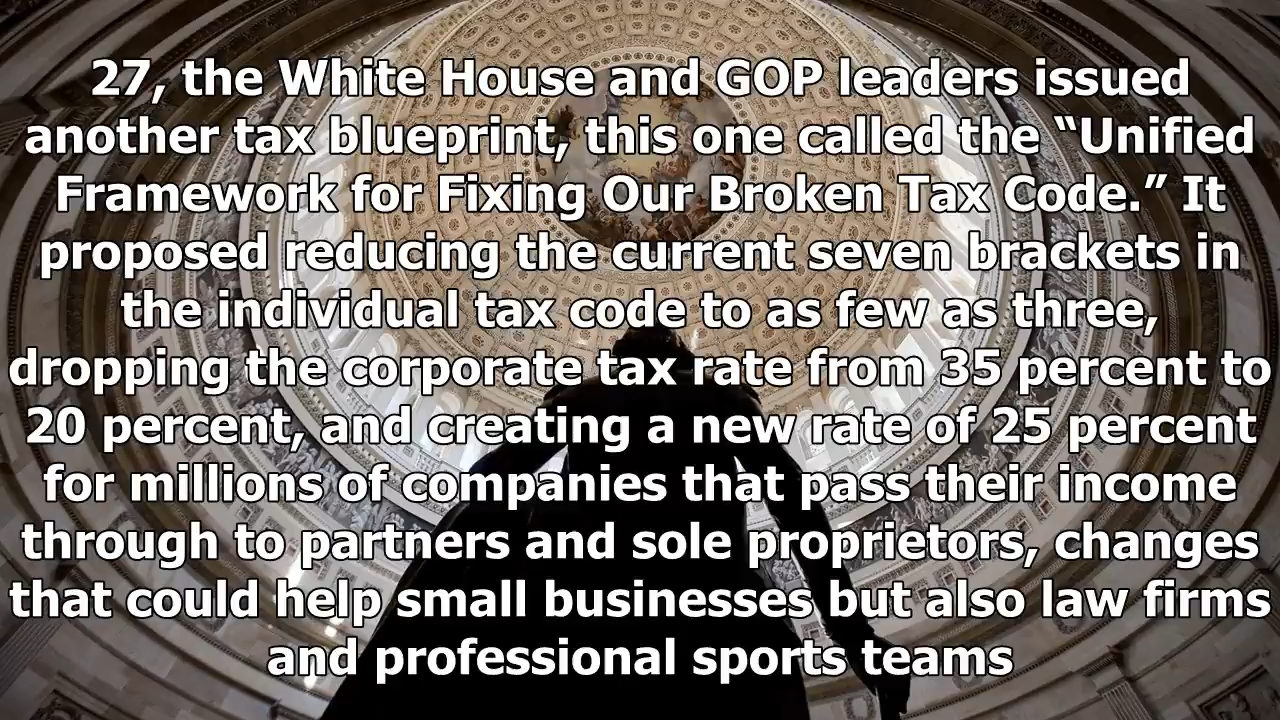 27, the White House and GOP leaders issued
another tax blueprint, this one called the “Unified
Framework for Fixing Our Broken Tax Code.” It
proposed reducing the current seven brackets in
the individual tax code to as few as three,
dropping the corporate tax rate from 35 percent to
20 percent, and creating a new rate of 25 percent
for millions of companies that pass their income
through to partners and sole proprietors, changes
that could help small businesses but also law firms
and professional sports teams